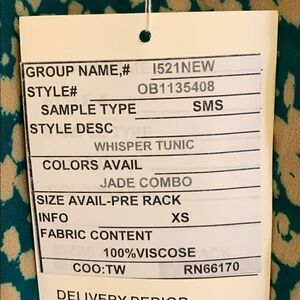 GROUP NAME,# I521NEW
STYLE# OB1135408
SAMPLE TYPE SMS
STYLE DESC
WHISPER TUNIC
COLORS AVAIL
JADE COMBO
SIZE AVAIL-PRE RACK
INFO XS
FABRIC CONTENT
100%VISCOSE
COO:TW RN66170
DELIVERY PERIOD